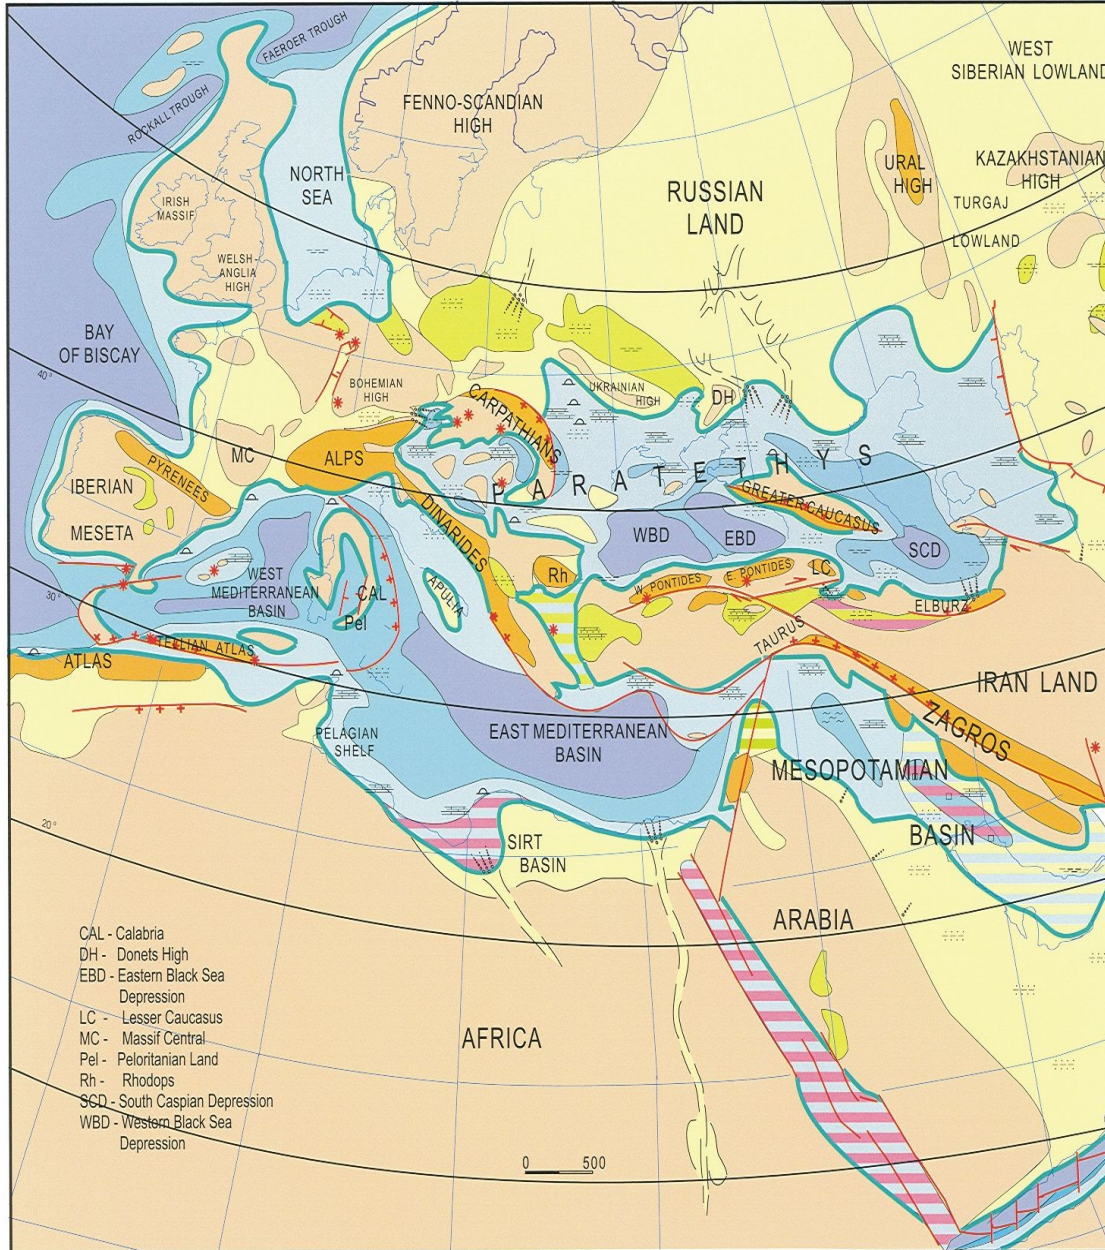 FAEROER TROUGH
ROCKALL TROUGH
FENNO-SCANDIAN
HIGH
WEST
SIBERIAN LOWLAND
NORTH
SEA
IRISH
MASSIF
RUSSIAN
LAND
URAL
HIGH
KAZAKHSTANIAN
HIGH
TURGAJ
LOWLAND
WELSH-
ANGLIA
HIGH
BAY
OF BISCAY
40°
BOHEMIAN
HIGH
CARPATHIANS
UKRAINIAN
HIGH
DH
MC
ALPS
PYRENEES
IBERIAN
MESETA
PARATETHYS
GREATER CAUCASUS
DINARIDES
WBD
EBD
SCD
WEST
MEDITERRANEAN
BASIN
CAL
Pel
APULIA
Rh
W. PONTIDES
E. PONTIDES
LC
ELBURZ
30°
TELLIAN ATLAS
ATLAS
TAURUS
IRAN LAND
ZAGROS
PELAGIAN
SHELF
EAST MEDITERRANEAN
BASIN
MESOPOTAMIAN
BASIN
20°
SIRT
BASIN
ARABIA
AFRICA
CAL - Calabria
DH - Donets High
EBD - Eastern Black Sea
Depression
LC - Lesser Caucasus
MC - Massif Central
Pel - Peloritanian Land
Rh - Rhodops
SCD - South Caspian Depression
WBD - Western Black Sea
Depression
0 500